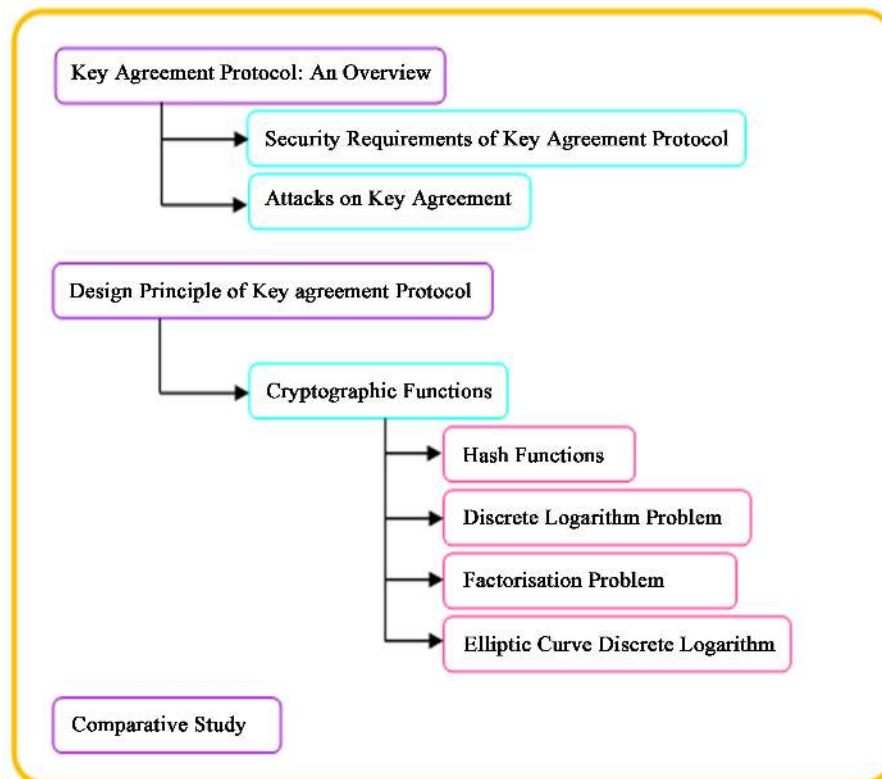 Key Agreement Protocol: An Overview
Security Requirements of Key Agreement Protocol
Attacks on Key Agreement
Design Principle of Key agreement Protocol
Cryptographic Functions
Hash Functions
Discrete Logarithm Problem
Factorisation Problem
Elliptic Curve Discrete Logarithm
Comparative Study